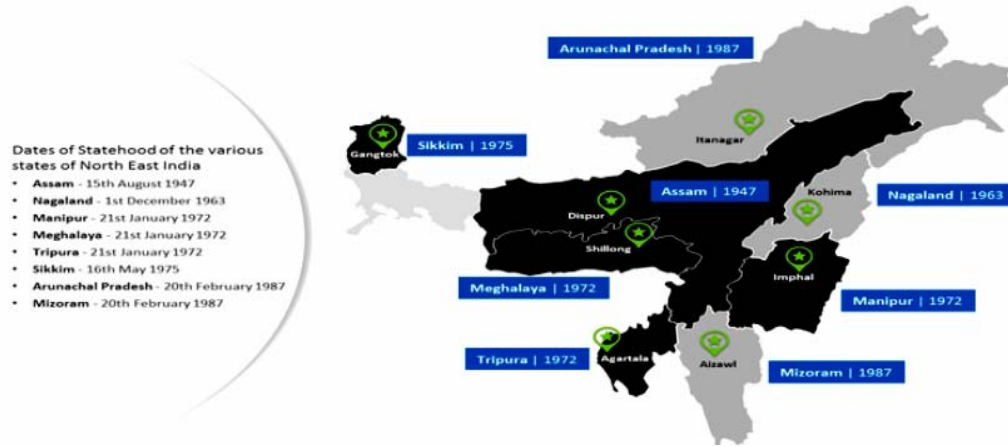 Dates of Statehood of the various
states of North East India
• Assam - 15th August 1947
• Nagaland - 1st December 1963
• Manipur - 21st January 1972
• Meghalaya - 21st January 1972
• Tripura - 21st January 1972
• Sikkim - 16th May 1975
• Arunachal Pradesh - 20th February 1987
• Mizoram - 20th February 1987
Arunachal Pradesh | 1987
Itanagar
Gangtok
Sikkim | 1975
Assam | 1947
Kohima
Nagaland | 1963
Dispur
Shillong
Imphal
Meghalaya | 1972
Manipur | 1972
Tripura | 1972
Agartala
Aizawl
Mizoram | 1987